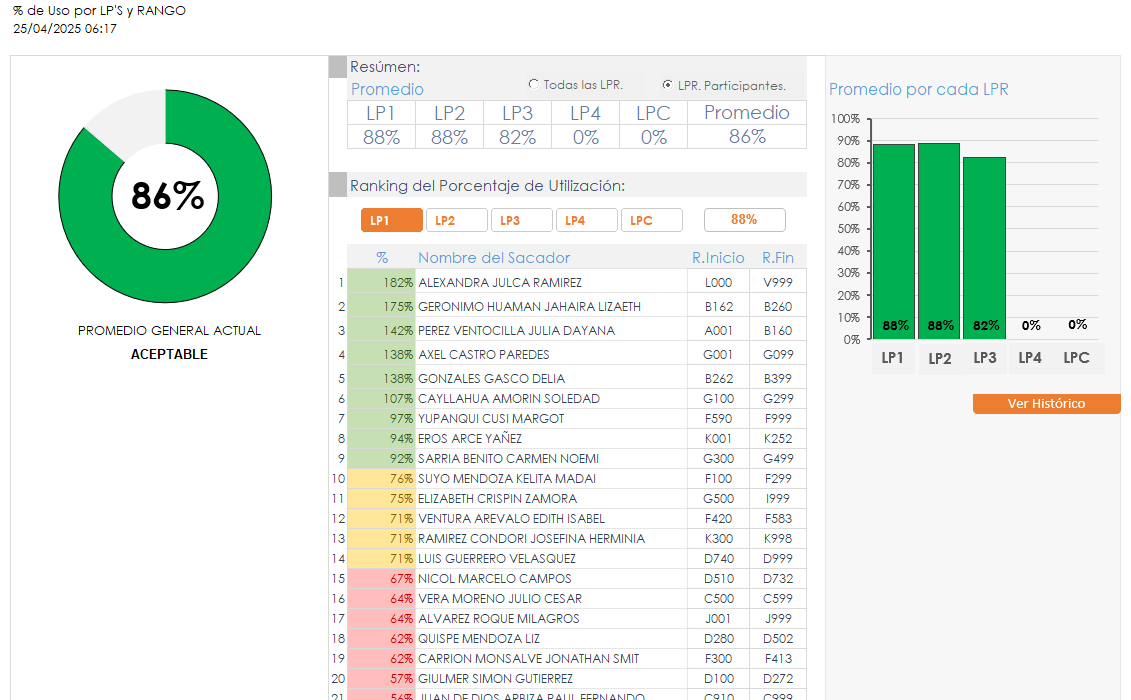 % de Uso por LP'S y RANGO
25/04/2025 06:17
86%
PROMEDIO GENERAL ACTUAL
ACEPTABLE
Resúmen:
Promedio
Todas las LPR.
LPR. Participantes.
LP1 LP2 LP3 LP4 LPC Promedio
88% 88% 82% 0% 0% 86%
Ranking del Porcentaje de Utilización:
LP1 LP2 LP3 LP4 LPC 88%
% Nombre del Sacador R.Inicio R.Fin
1 182% ALEXANDRA JULCA RAMIREZ L000 V999
2 175% GERONIMO HUAMAN JAHAIRA LIZAETH B162 B260
3 142% PEREZ VENTOCILLA JULIA DAYANA A001 B160
4 138% AXEL CASTRO PAREDES G001 G099
5 138% GONZALES GASCO DELIA B262 B399
6 107% CAYLLAHUA AMORIN SOLEDAD G100 G299
7 97% YUPANQUI CUSI MARGOT F590 F999
8 94% EROS ARCE YAÑEZ K001 K252
9 92% SARRIA BENITO CARMEN NOEMI G300 G499
10 76% SUYO MENDOZA KELITA MADAI F100 F299
11 75% ELIZABETH CRISPIN ZAMORA G500 I999
12 71% VENTURA AREVALO EDITH ISABEL F420 F583
13 71% RAMIREZ CONDORI JOSEFINA HERMINIA K300 K998
14 71% LUIS GUERRERO VELASQUEZ D740 D999
15 67% NICOL MARCELO CAMPOS D510 D732
16 64% VERA MORENO JULIO CESAR C500 C599
17 64% ALVAREZ ROQUE MILAGROS J001 J999
18 62% QUISPE MENDOZA LIZ D280 D502
19 62% CARRION MONSALVE JONATHAN SMIT F300 F413
20 57% GIULMER SIMON GUTIERREZ D100 D272
21 56% JUAN DE DIOS ARBIZA PAUL FERNANDO C910 C999
Promedio por cada LPR
100%
90%
80%
70%
60%
50%
40%
30%
20%
10%
0%
88% 88% 82% 0% 0%
LP1 LP2 LP3 LP4 LPC
Ver Histórico